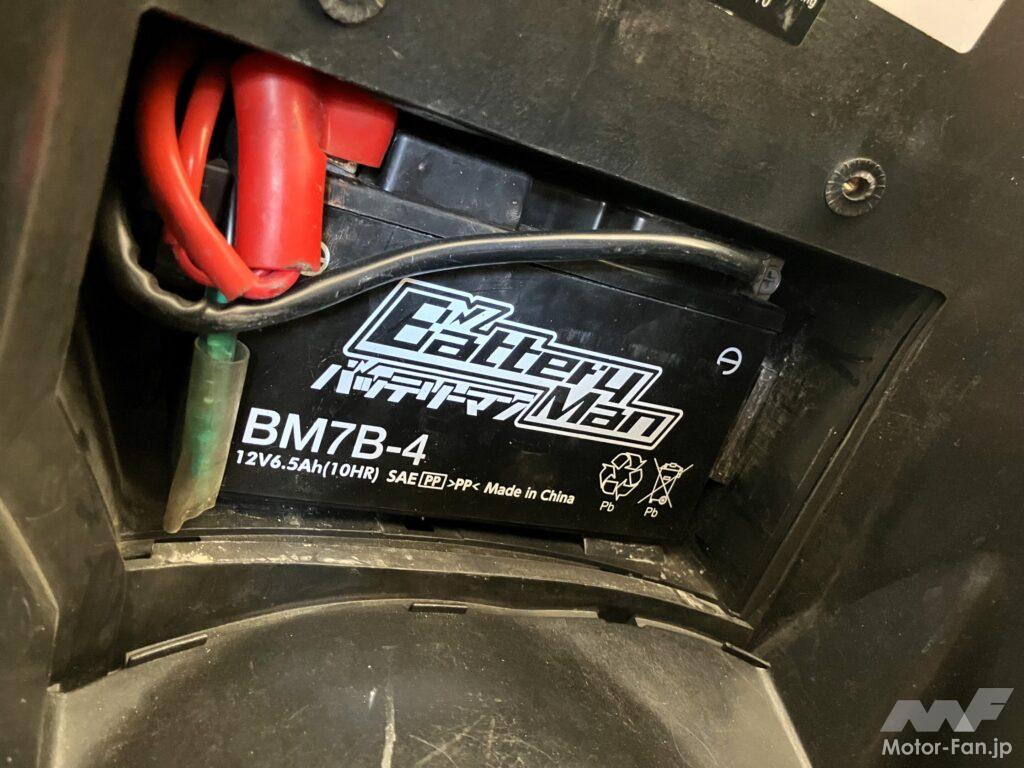 Battery
バッテリーマン Man
BM7B-4
12V6.5Ah(10HR) SAE PP >PP< Made in China
Pb Pb
Motor-Fan.jp